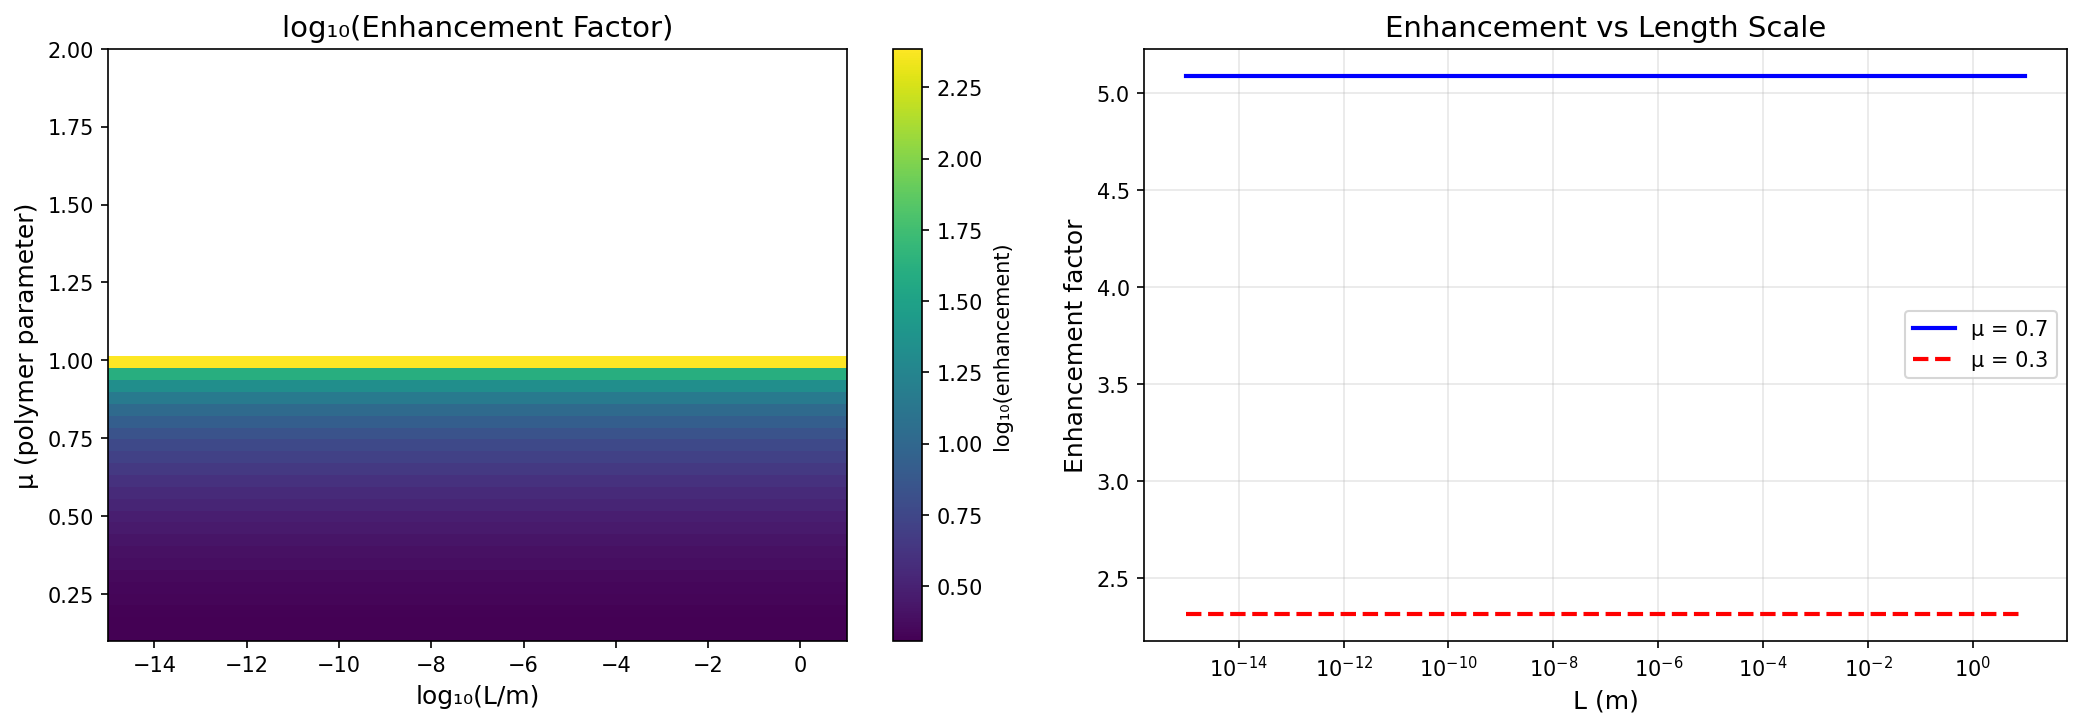 log₁₀(Enhancement Factor)
2.00
1.75
1.50
1.25
1.00
0.75
0.50
0.25
μ (polymer parameter)
−14 −12 −10 −8 −6 −4 −2 0
log₁₀(L/m)
2.25
2.00
1.75
1.50
1.25
1.00
0.75
0.50
log₁₀(enhancement)
Enhancement vs Length Scale
5.0
4.5
4.0
3.5
3.0
2.5
Enhancement factor
μ = 0.7
μ = 0.3
10⁻¹⁴ 10⁻¹² 10⁻¹⁰ 10⁻⁸ 10⁻⁶ 10⁻⁴ 10⁻² 10⁰
L (m)